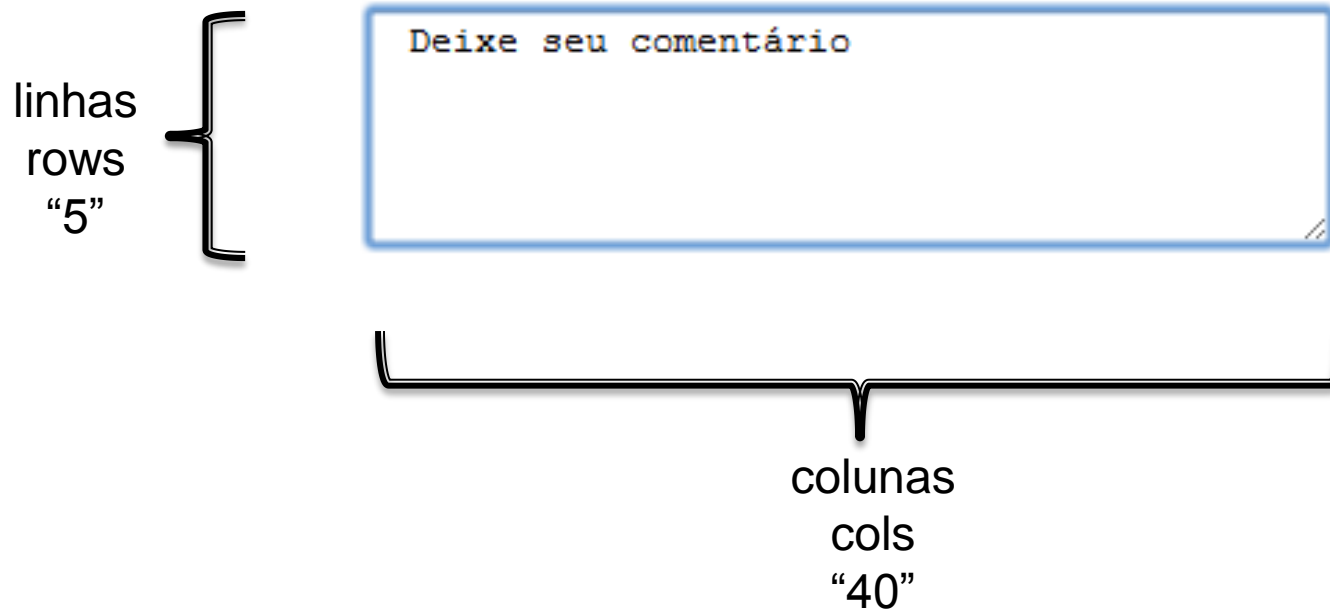 Deixe seu comentário
linhas
rows
“5”
colunas
cols
“40”